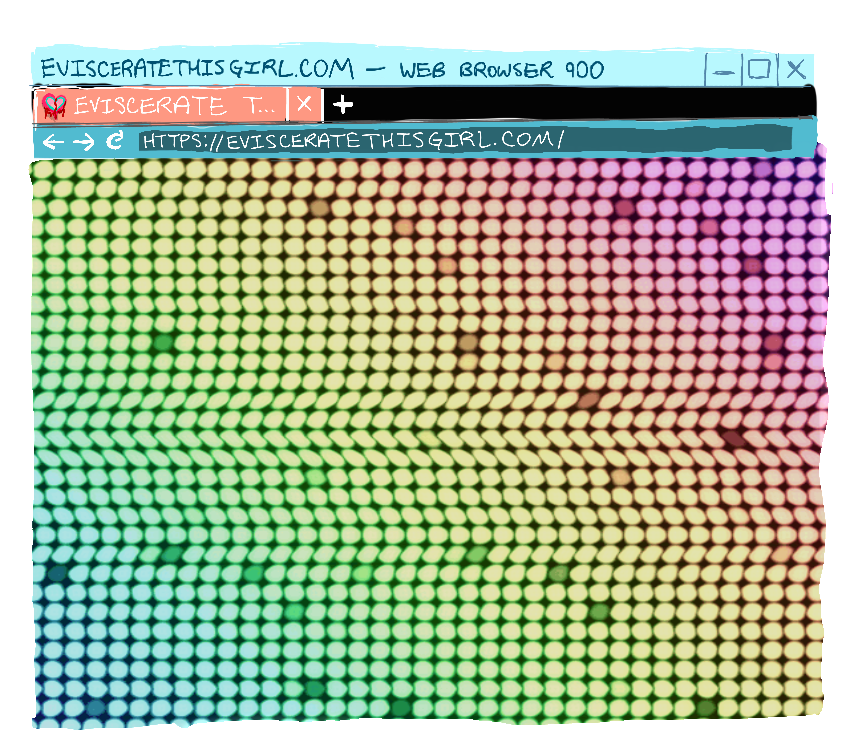 EVISCERATETHISGIRL.COM — WEB BROWSER 900
EVISCERATE T...
HTTPS://EVISCERATETHISGIRL.COM/